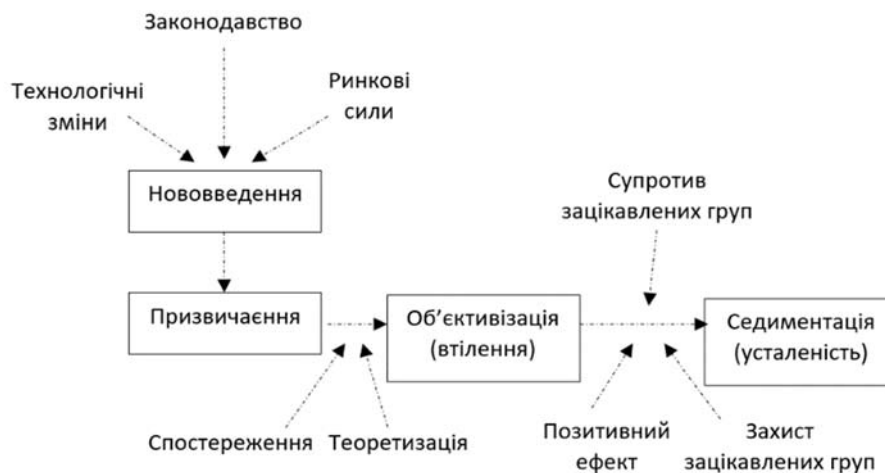 Законодавство
Технологічні
зміни
Ринкові
сили
Нововведення
Супротив
зацікавлених груп
Призвичаєння
Об’єктивізація
(втілення)
Седиментація
(усталеність)
Спостереження
Теоретизація
Позитивний
ефект
Захист
зацікавлених груп